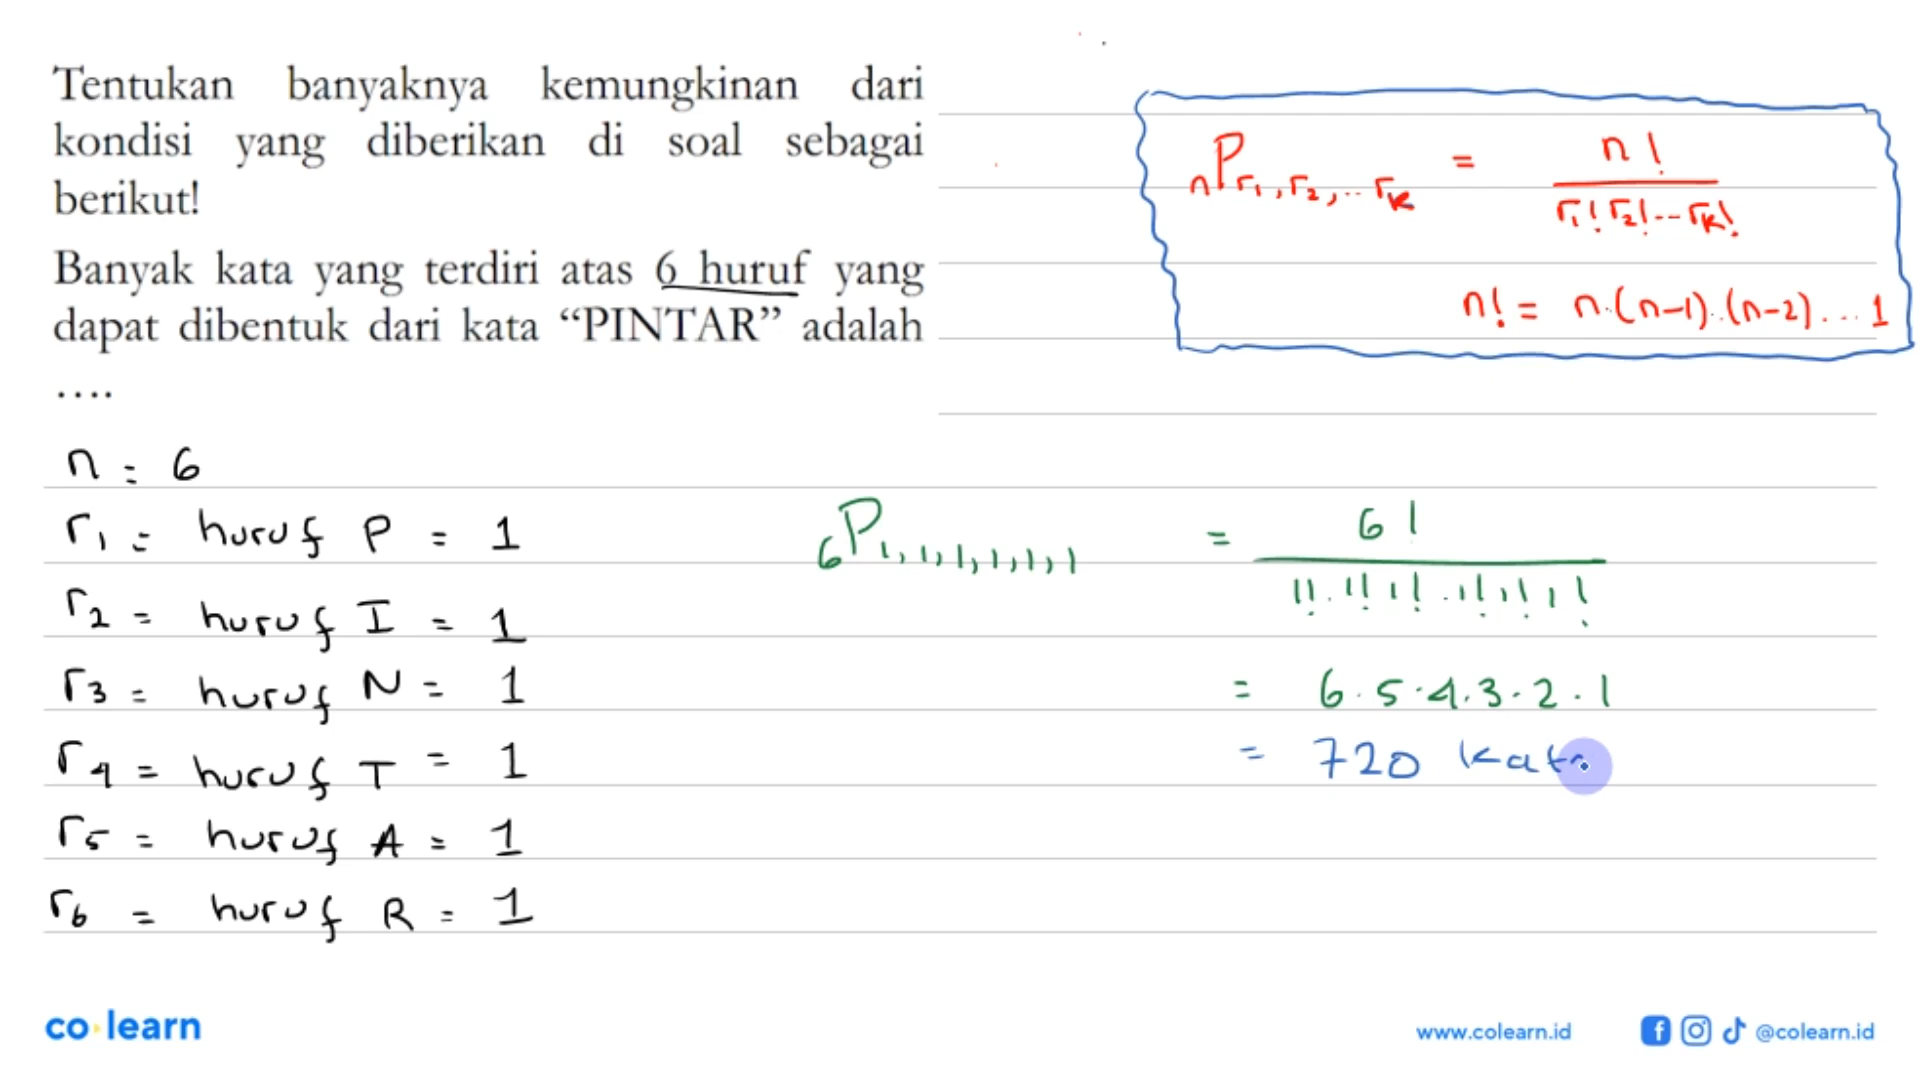 Tentukan banyaknya kemungkinan dari
kondisi yang diberikan di soal sebagai
berikut!
Banyak kata yang terdiri atas 6 huruf yang
dapat dibentuk dari kata “PINTAR” adalah
....
nPr₁,r₂,..rₖ = n! / r₁! r₂!...rₖ!
n! = n.(n-1).(n-2)...1
n = 6
r₁ = huruf P = 1
r₂ = huruf I = 1
r₃ = huruf N = 1
r₄ = huruf T = 1
r₅ = huruf A = 1
r₆ = huruf R = 1
₆P₁,₁,₁,₁,₁,₁ = 6! / 1!.1!1!.1!1!1!
= 6.5.4.3.2.1
= 720 kata
co learn
www.colearn.id @colearn.id